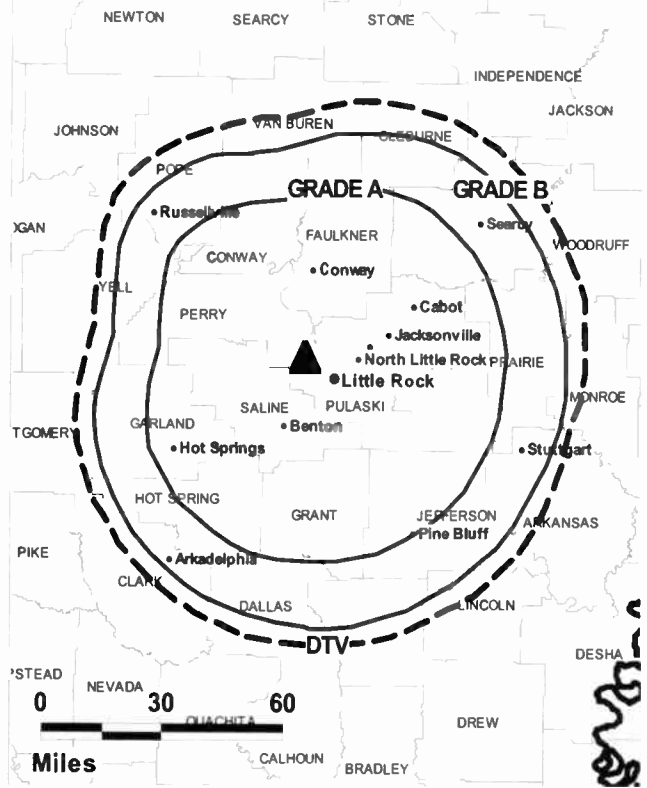 NEWTON SEARCY STONE
INDEPENDENCE
JACKSON
JOHNSON VAN BUREN CLEBURNE
POPE
GRADE A GRADE B
Russellville
Searcy
OGAN FAULKNER WOODRUFF
CONWAY
Conway
YELL
PERRY Cabot
Jacksonville
North Little Rock PRAIRIE
Little Rock
MONROE
SALINE PULASKI
GARLAND Benton
TGOMERY
Hot Springs Stuttgart
HOT SPRING
GRANT JEFFERSON ARKANSAS
Pine Bluff
PIKE Arkadelphia
CLARK
DALLAS LINCOLN
DTV
DESHA
PSTEAD
NEVADA
0 30 60
OUACHITA DREW
Miles
CALHOUN
BRADLEY